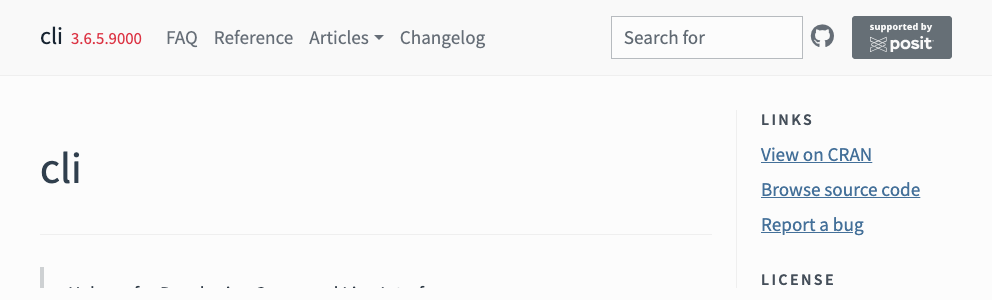 cli 3.6.5.9000 FAQ Reference Articles Changelog Search for supported by posit
cli
LINKS
View on CRAN
Browse source code
Report a bug
LICENSE